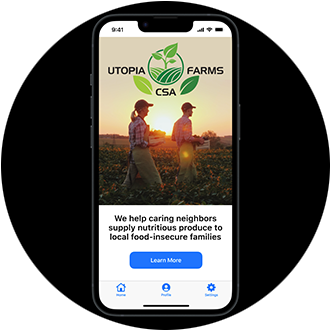 9:41
UTOPIA FARMS
CSA
We help caring neighbors
supply nutritious produce to
local food-insecure families
Learn More
Home Profile Settings